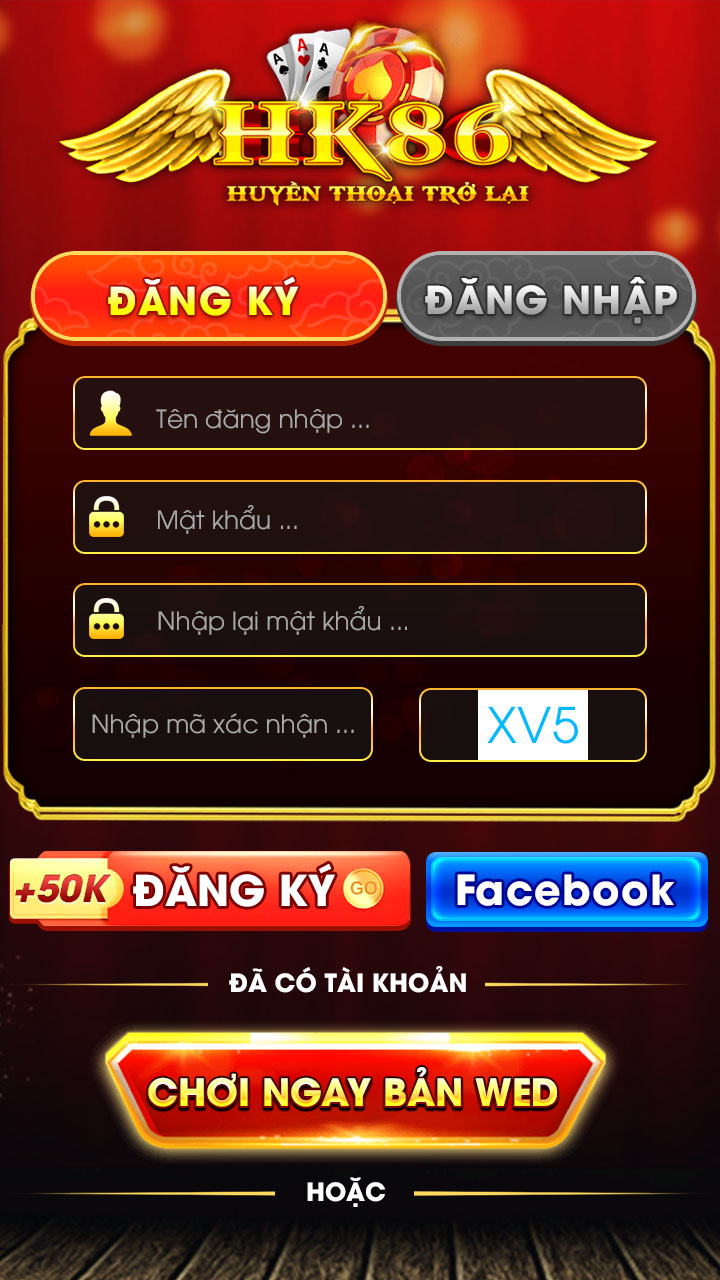 A A A
HK86
HUYỀN THOẠI TRỞ LẠI
ĐĂNG KÝ
ĐĂNG NHẬP
Tên đăng nhập ...
Mật khẩu ...
Nhập lại mật khẩu ...
Nhập mã xác nhận ...
XV5
+50K ĐĂNG KÝ GO
Facebook
ĐÃ CÓ TÀI KHOẢN
CHƠI NGAY BẢN WED
HOẶC